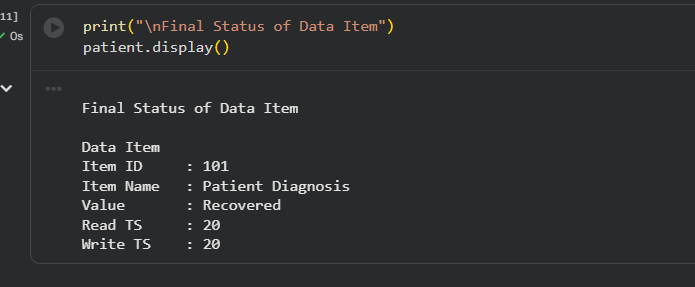 11]
0s
print("\nFinal Status of Data Item")
patient.display()
Final Status of Data Item
Data Item
Item ID     : 101
Item Name   : Patient Diagnosis
Value       : Recovered
Read TS     : 20
Write TS    : 20